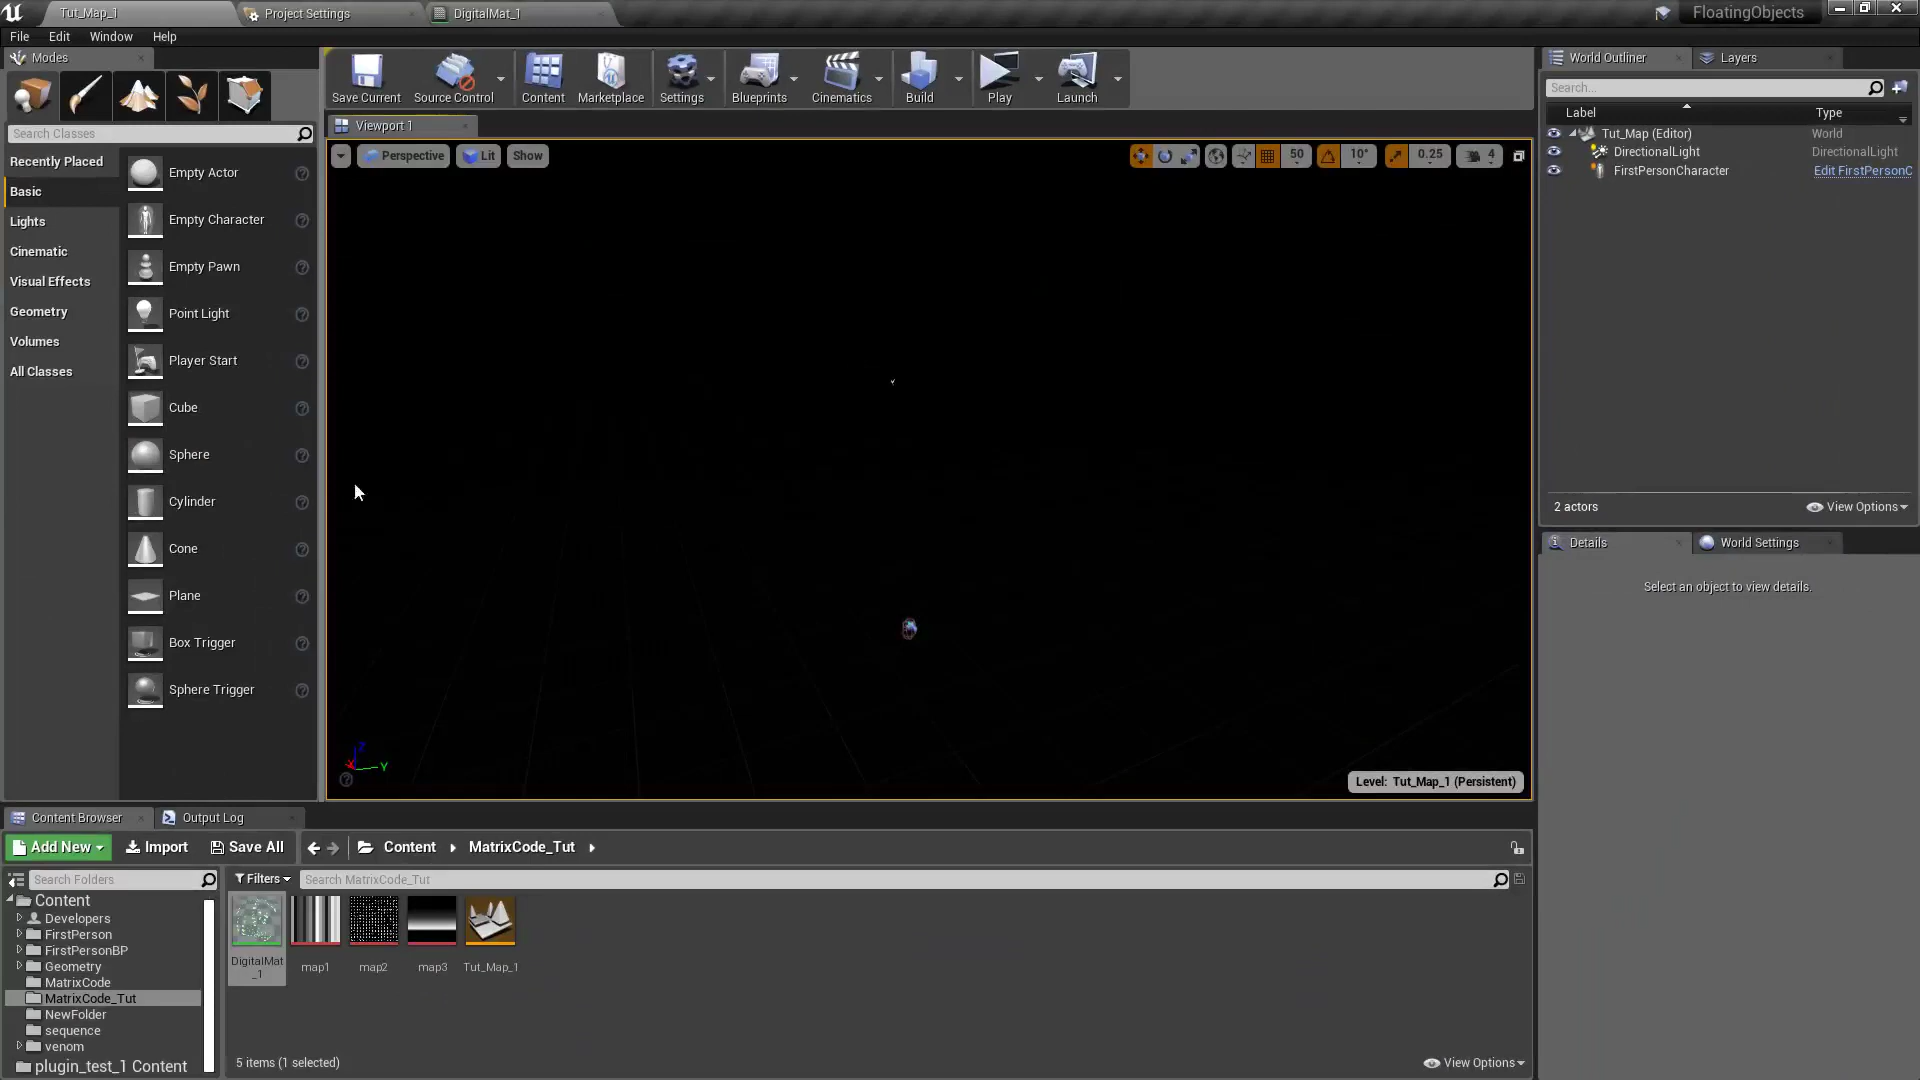 Tut_Map_1
Project Settings
DigitalMat_1
FloatingObjects
File Edit Window Help
Modes
Save Current
Source Control
Content
Marketplace
Settings
Blueprints
Cinematics
Build
Play
Launch
Search Classes
Recently Placed
Basic
Lights
Cinematic
Visual Effects
Geometry
Volumes
All Classes
Empty Actor
Empty Character
Empty Pawn
Point Light
Player Start
Cube
Sphere
Cylinder
Cone
Plane
Box Trigger
Sphere Trigger
Viewport 1
Perspective
Lit
Show
50
10°
0.25
4
Z
X
Y
Level: Tut_Map_1 (Persistent)
World Outliner
Layers
Search...
Label
Type
Tut_Map (Editor) World
DirectionalLight DirectionalLight
FirstPersonCharacter Edit FirstPersonC
2 actors
View Options
Details
World Settings
Select an object to view details.
Content Browser
Output Log
Add New
Import
Save All
Content
MatrixCode_Tut
Search Folders
Filters
Search MatrixCode_Tut
Content
Developers
FirstPerson
FirstPersonBP
Geometry
MatrixCode
MatrixCode_Tut
NewFolder
sequence
venom
plugin_test_1 Content
DigitalMat
_1
map1
map2
map3
Tut_Map_1
5 items (1 selected)
View Options